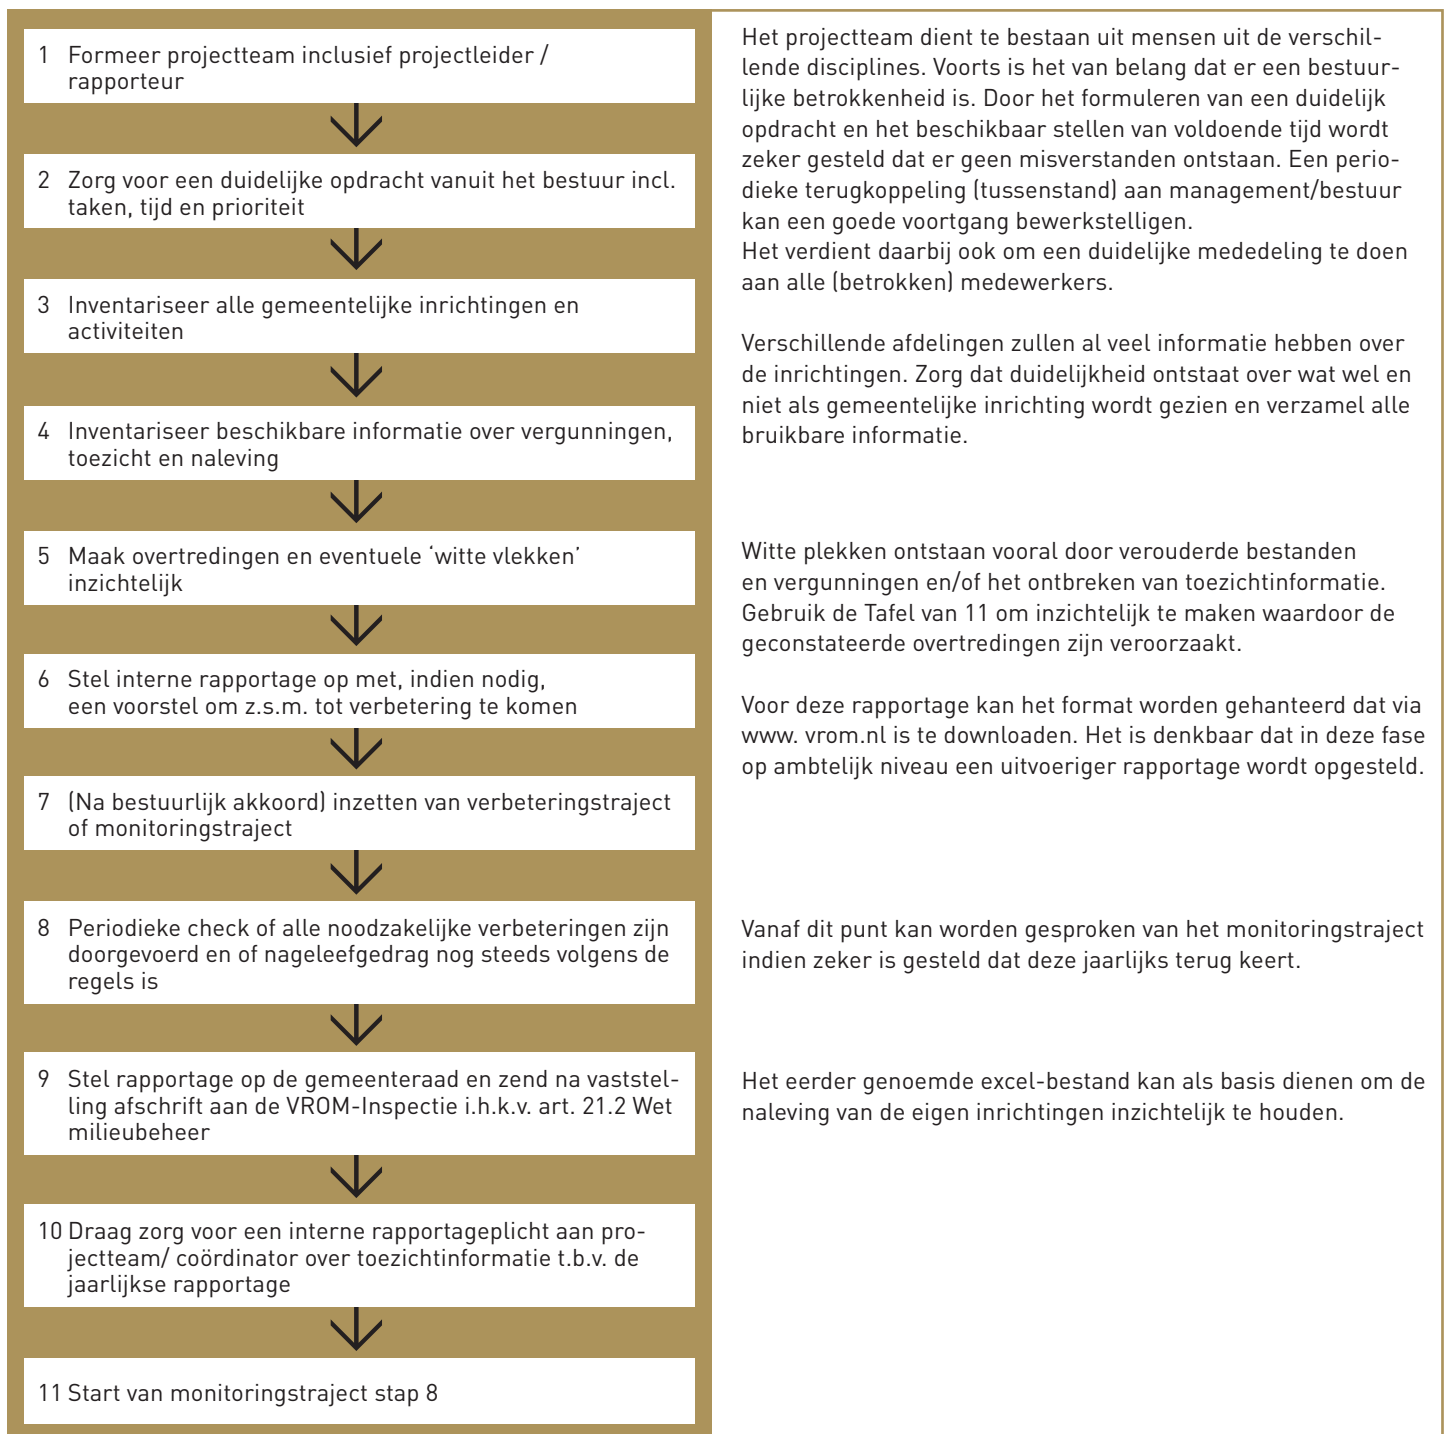 1 Formeer projectteam inclusief projectleider /
rapporteur
2 Zorg voor een duidelijke opdracht vanuit het bestuur incl.
taken, tijd en prioriteit
3 Inventariseer alle gemeentelijke inrichtingen en
activiteiten
4 Inventariseer beschikbare informatie over vergunningen,
toezicht en naleving
5 Maak overtredingen en eventuele ‘witte vlekken’
inzichtelijk
6 Stel interne rapportage op met, indien nodig,
een voorstel om z.s.m. tot verbetering te komen
7 (Na bestuurlijk akkoord) inzetten van verbeteringstraject
of monitoringstraject
8 Periodieke check of alle noodzakelijke verbeteringen zijn
doorgevoerd en of nageleefgedrag nog steeds volgens de
regels is
9 Stel rapportage op de gemeenteraad en zend na vaststel-
ling afschrift aan de VROM-Inspectie i.h.k.v. art. 21.2 Wet
milieubeheer
10 Draag zorg voor een interne rapportageplicht aan pro-
jectteam/ coördinator over toezichtinformatie t.b.v. de
jaarlijkse rapportage
11 Start van monitoringstraject stap 8
Het projectteam dient te bestaan uit mensen uit de verschil-
lende disciplines. Voorts is het van belang dat er een bestuur-
lijke betrokkenheid is. Door het formuleren van een duidelijk
opdracht en het beschikbaar stellen van voldoende tijd wordt
zeker gesteld dat er geen misverstanden ontstaan. Een perio-
dieke terugkoppeling (tussenstand) aan management/bestuur
kan een goede voortgang bewerkstelligen.
Het verdient daarbij ook om een duidelijke mededeling te doen
aan alle (betrokken) medewerkers.
Verschillende afdelingen zullen al veel informatie hebben over
de inrichtingen. Zorg dat duidelijkheid ontstaat over wat wel en
niet als gemeentelijke inrichting wordt gezien en verzamel alle
bruikbare informatie.
Witte plekken ontstaan vooral door verouderde bestanden
en vergunningen en/of het ontbreken van toezichtinformatie.
Gebruik de Tafel van 11 om inzichtelijk te maken waardoor de
geconstateerde overtredingen zijn veroorzaakt.
Voor deze rapportage kan het format worden gehanteerd dat via
www. vrom.nl is te downloaden. Het is denkbaar dat in deze fase
op ambtelijk niveau een uitvoeriger rapportage wordt opgesteld.
Vanaf dit punt kan worden gesproken van het monitoringstraject
indien zeker is gesteld dat deze jaarlijks terug keert.
Het eerder genoemde excel-bestand kan als basis dienen om de
naleving van de eigen inrichtingen inzichtelijk te houden.